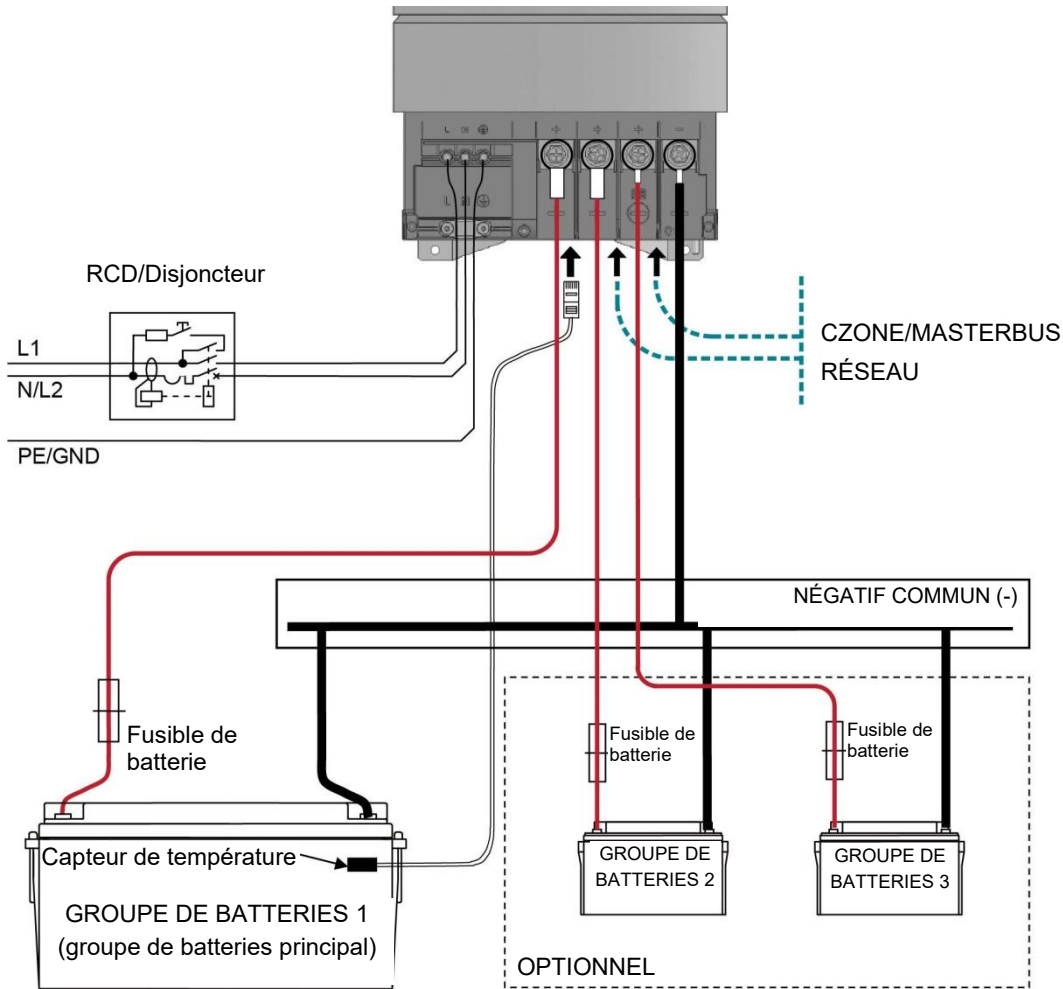 L N
+ + + -
L N
RCD/Disjoncteur
L1
N/L2
PE/GND
CZONE/MASTERBUS
RÉSEAU
NÉGATIF COMMUN (-)
Fusible de
batterie
Fusible de
batterie
Fusible de
batterie
Capteur de température
GROUPE DE BATTERIES 1
(groupe de batteries principal)
GROUPE DE
BATTERIES 2
GROUPE DE
BATTERIES 3
OPTIONNEL